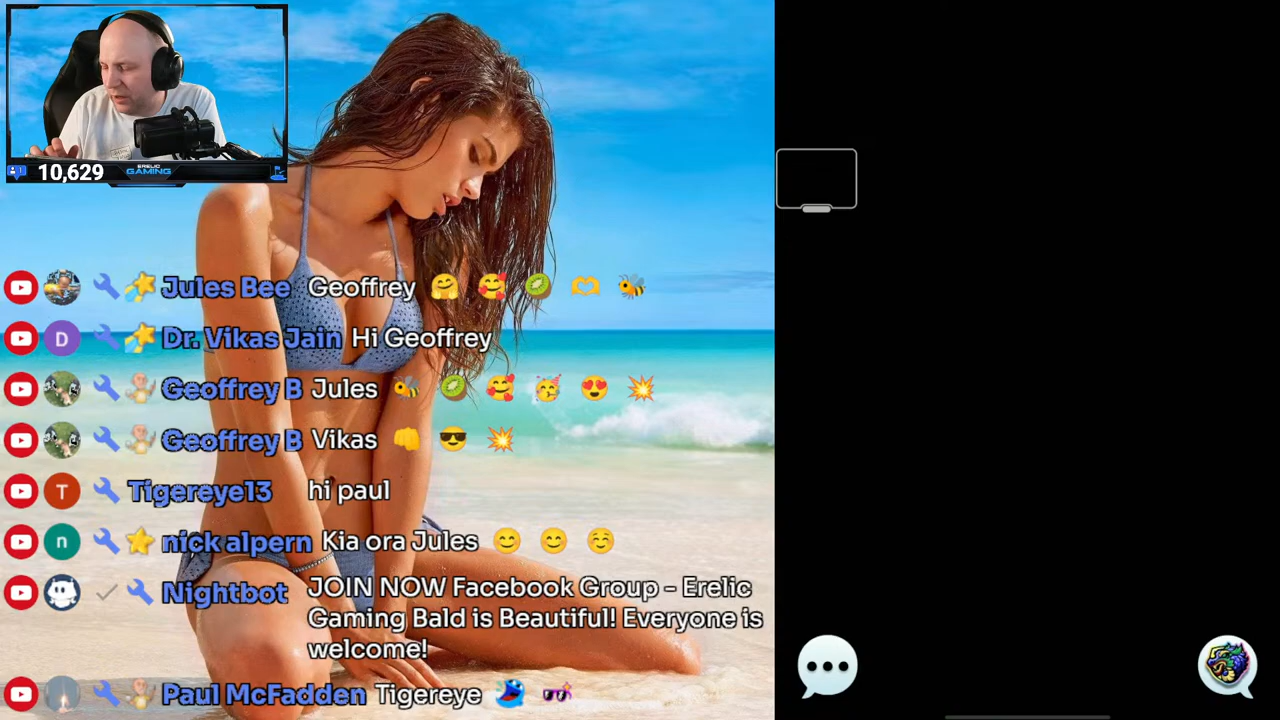 10,629
ERELIC
GAMING
Jules Bee Geoffrey 🤗 🥰 🥝 🫶 🐝
D Dr. Vikas Jain Hi Geoffrey
Geoffrey B Jules 🐝 🥝 🥰 🥳 😍 💥
Geoffrey B Vikas 👊 😎 💥
T Tigereye13 hi paul
n nick alpern Kia ora Jules 😊 😊 ☺️
Nightbot JOIN NOW Facebook Group - Erelic
Gaming Bald is Beautiful! Everyone is
welcome!
Paul McFadden Tigereye